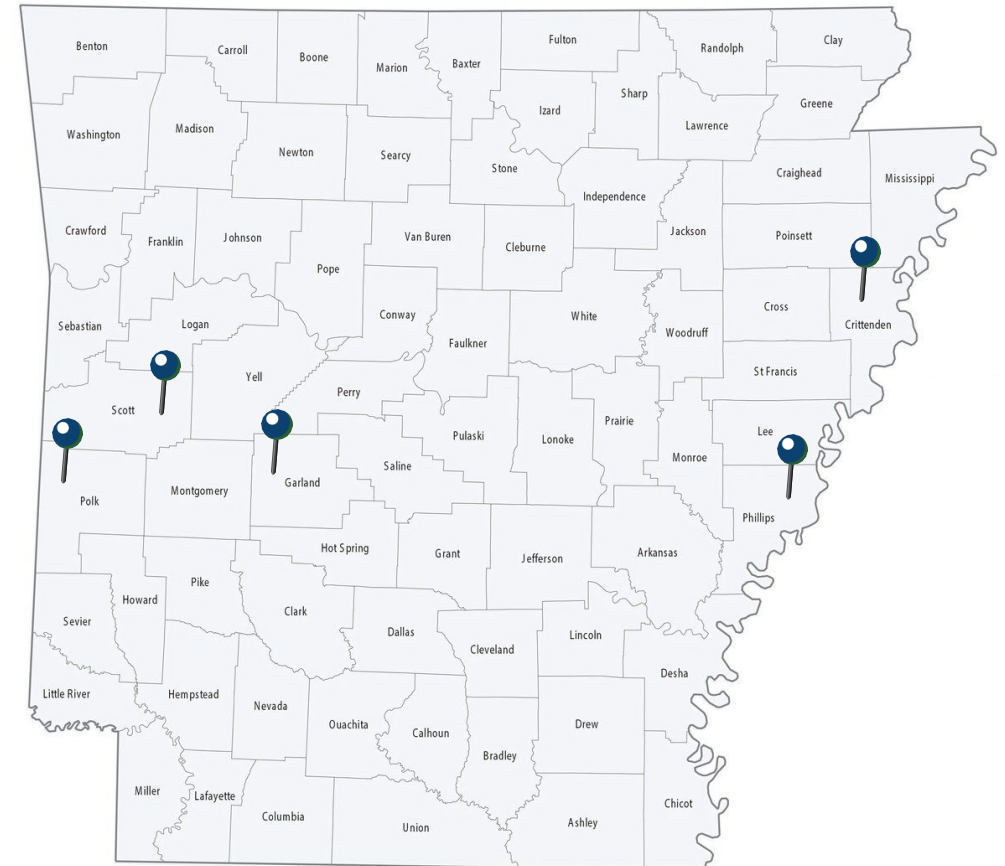 Benton
Carroll
Boone
Marion
Baxter
Fulton
Randolph
Clay
Sharp
Izard
Greene
Lawrence
Washington
Madison
Newton
Searcy
Stone
Independence
Craighead
Mississippi
Crawford
Franklin
Johnson
Pope
Van Buren
Cleburne
Jackson
Poinsett
Sebastian
Logan
Conway
Faulkner
White
Woodruff
Cross
Crittenden
Scott
Yell
Perry
St Francis
Polk
Montgomery
Garland
Saline
Pulaski
Lonoke
Prairie
Monroe
Lee
Phillips
Hot Spring
Grant
Jefferson
Arkansas
Sevier
Howard
Pike
Clark
Dallas
Cleveland
Lincoln
Desha
Little River
Hempstead
Nevada
Ouachita
Calhoun
Bradley
Drew
Miller
Lafayette
Columbia
Union
Ashley
Chicot